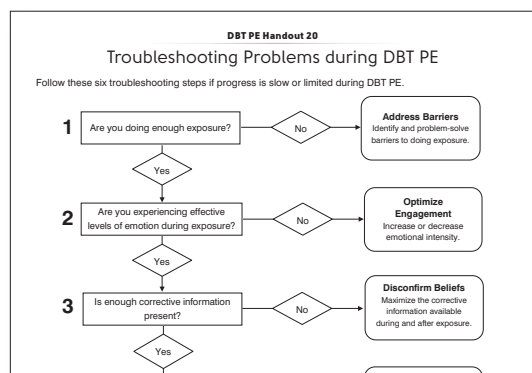 DBT PE Handout 20
Troubleshooting Problems during DBT PE
Follow these six troubleshooting steps if progress is slow or limited during DBT PE.
1
Are you doing enough exposure?
No
Address Barriers
Identify and problem-solve
barriers to doing exposure.
Yes
2
Are you experiencing effective
levels of emotion during exposure?
No
Optimize
Engagement
Increase or decrease
emotional intensity.
Yes
3
Is enough corrective information
present?
No
Disconfirm Beliefs
Maximize the corrective
information available
during and after exposure.
Yes